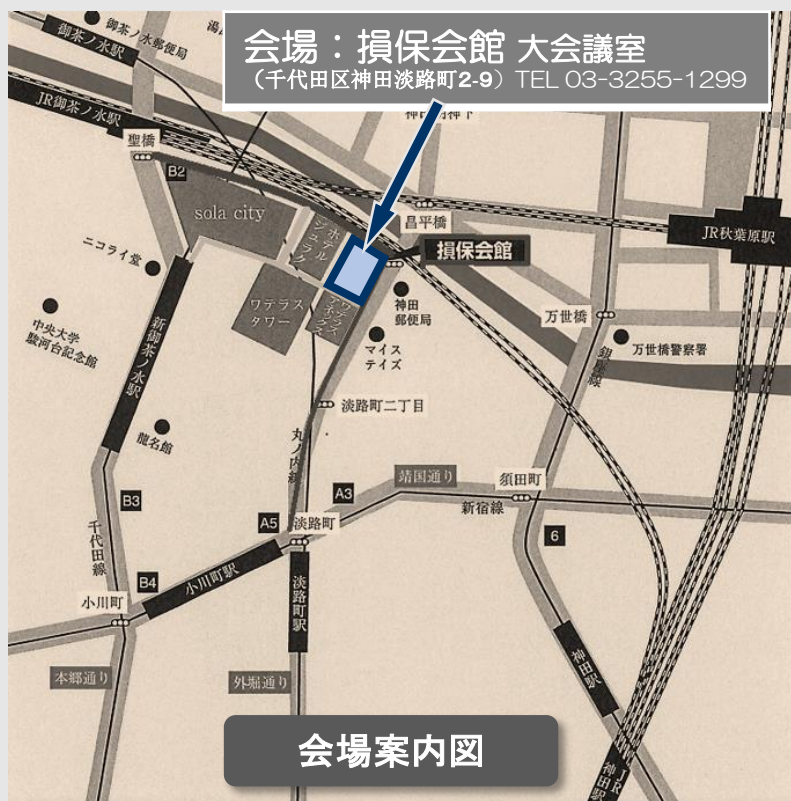 御茶ノ水郵便局
御茶ノ水駅
会場：損保会館 大会議室
（千代田区神田淡路町2-9）TEL 03-3255-1299
JR御茶ノ水駅
聖橋
B2
sola city
ホテル
ジュラク
昌平橋
損保会館
JR秋葉原駅
ニコライ堂
ワテラス
タワー
ワテラス
アネックス
神田
郵便局
マイス
テイズ
万世橋
万世橋警察署
銀座線
中央大学
駿河台記念館
新御茶ノ水駅
淡路町二丁目
龍名館
丸ノ内線
靖国通り
須田町
新宿線
B3
A3
A5
淡路町
6
千代田線
B4
小川町駅
小川町
淡路町駅
神田駅
本郷通り
外堀通り
会場案内図
JR
神田駅